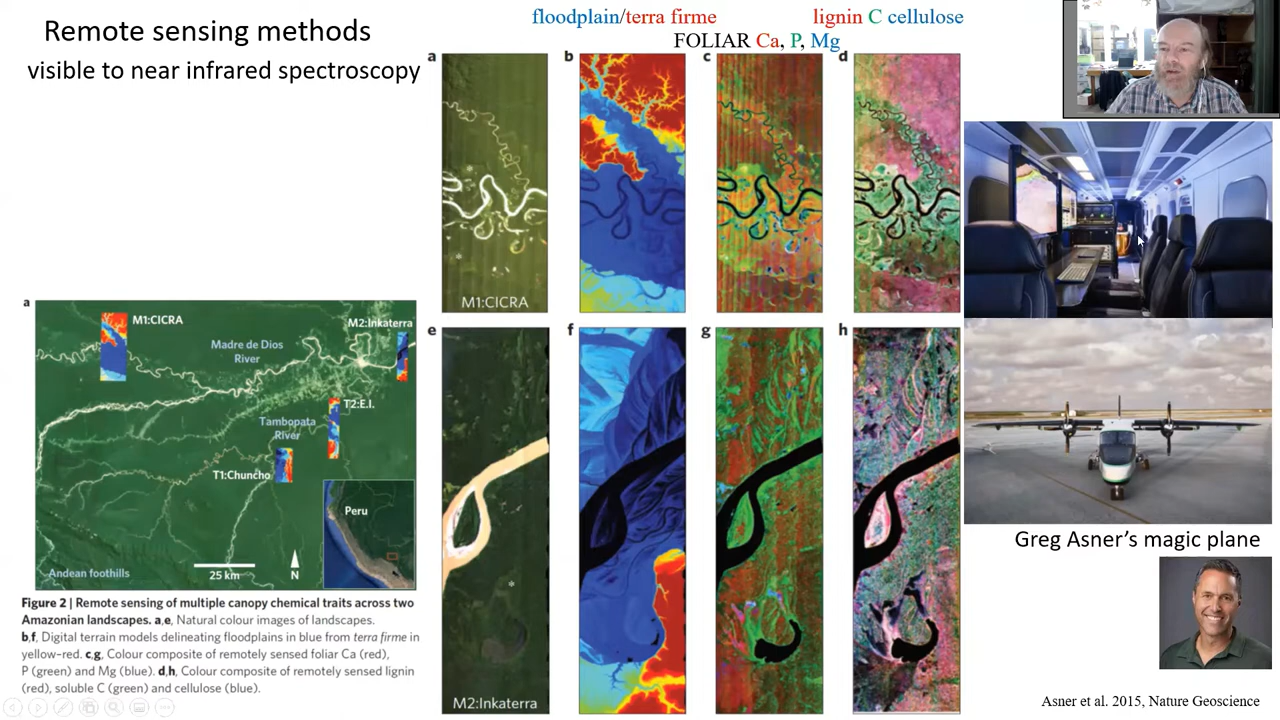 Remote sensing methods
visible to near infrared spectroscopy
floodplain/terra firme
lignin C cellulose
FOLIAR Ca, P, Mg
a
b
c
d
M1:CICRA
e
f
g
h
M2:Inkaterra
a
M1:CICRA
M2:Inkaterra
Madre de Dios
River
T2:E.I.
Tambopata
River
T1:Chuncho
Peru
Andean foothills
25 km
N
Figure 2 | Remote sensing of multiple canopy chemical traits across two
Amazonian landscapes. a,e, Natural colour images of landscapes.
b,f, Digital terrain models delineating floodplains in blue from terra firme in
yellow–red. c,g, Colour composite of remotely sensed foliar Ca (red),
P (green) and Mg (blue). d,h, Colour composite of remotely sensed lignin
(red), soluble C (green) and cellulose (blue).
Greg Asner’s magic plane
Asner et al. 2015, Nature Geoscience